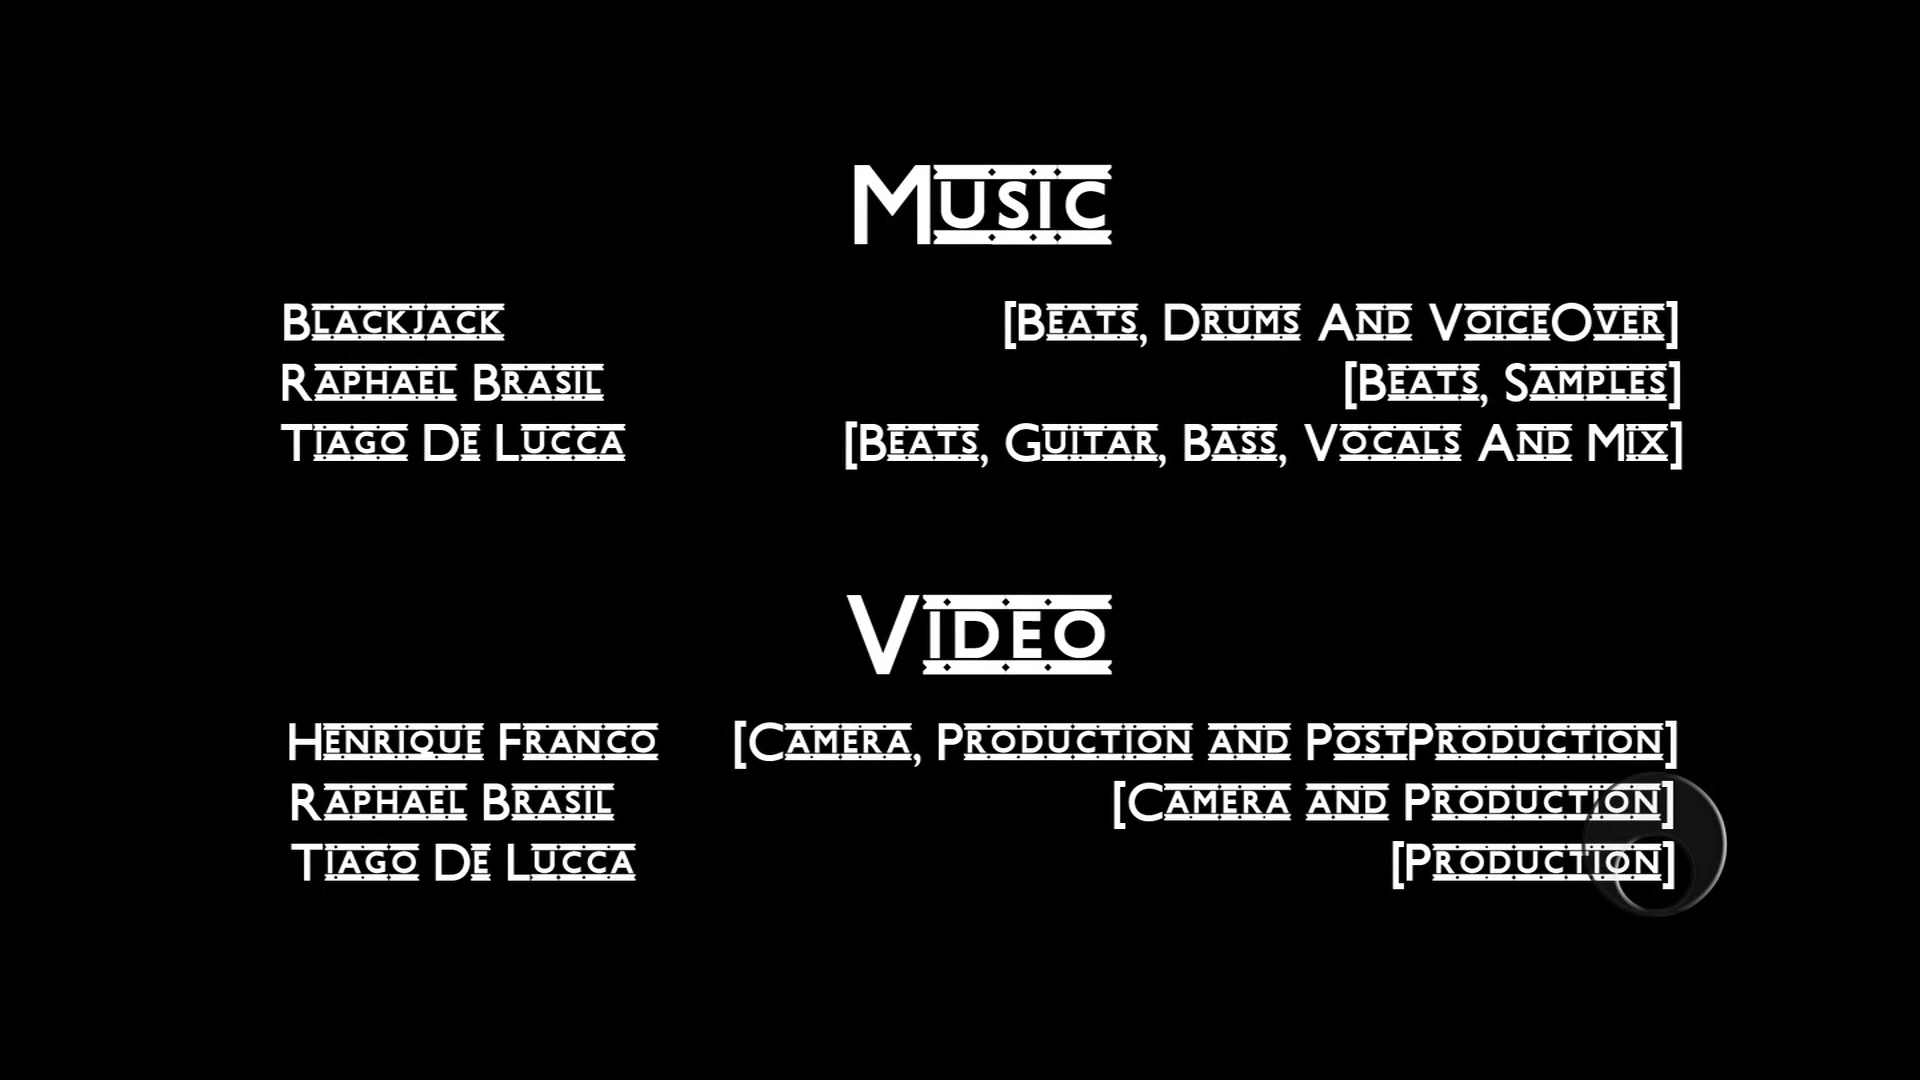 Music
Blackjack [Beats, Drums And VoiceOver]
Raphael Brasil [Beats, Samples]
Tiago De Lucca [Beats, Guitar, Bass, Vocals And Mix]
Video
Henrique Franco [Camera, Production and PostProduction]
Raphael Brasil [Camera and Production]
Tiago De Lucca [Production]